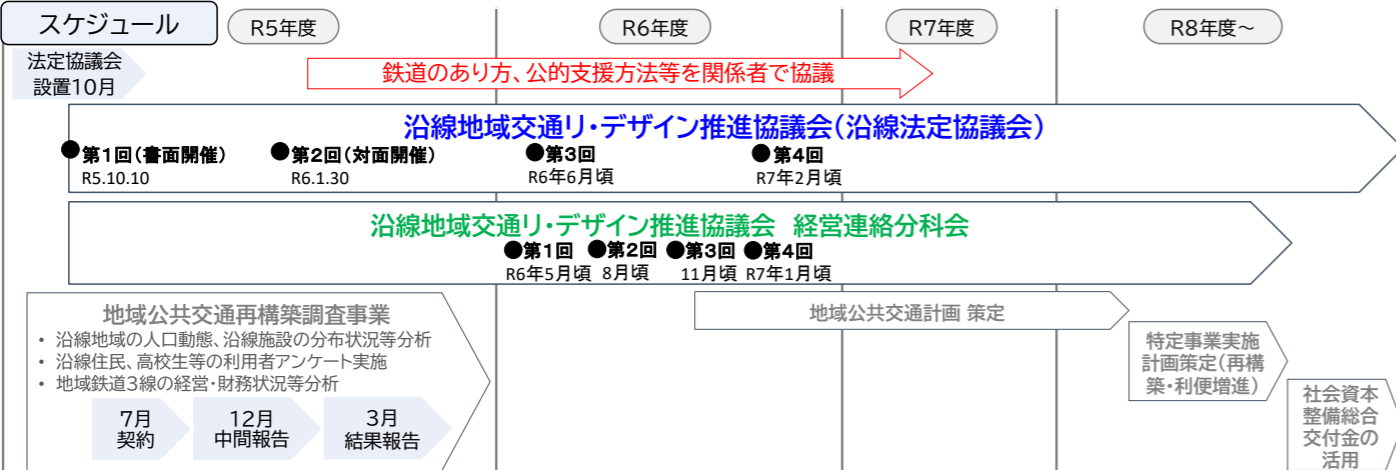 スケジュール
R5年度
R6年度
R7年度
R8年度~
法定協議会
設置10月
鉄道のあり方、公的支援方法等を関係者で協議
沿線地域交通リ・デザイン推進協議会(沿線法定協議会)
●第1回(書面開催)
R5.10.10
●第2回(対面開催)
R6.1.30
●第3回
R6年6月頃
●第4回
R7年2月頃
沿線地域交通リ・デザイン推進協議会 経営連絡分科会
●第1回
R6年5月頃
●第2回
8月頃
●第3回
11月頃
●第4回
R7年1月頃
地域公共交通再構築調査事業
• 沿線地域の人口動態、沿線施設の分布状況等分析
• 沿線住民、高校生等の利用者アンケート実施
• 地域鉄道3線の経営・財務状況等分析
7月
契約
12月
中間報告
3月
結果報告
地域公共交通計画 策定
特定事業実施
計画策定(再構
築・利便増進)
社会資本
整備総合
交付金の
活用